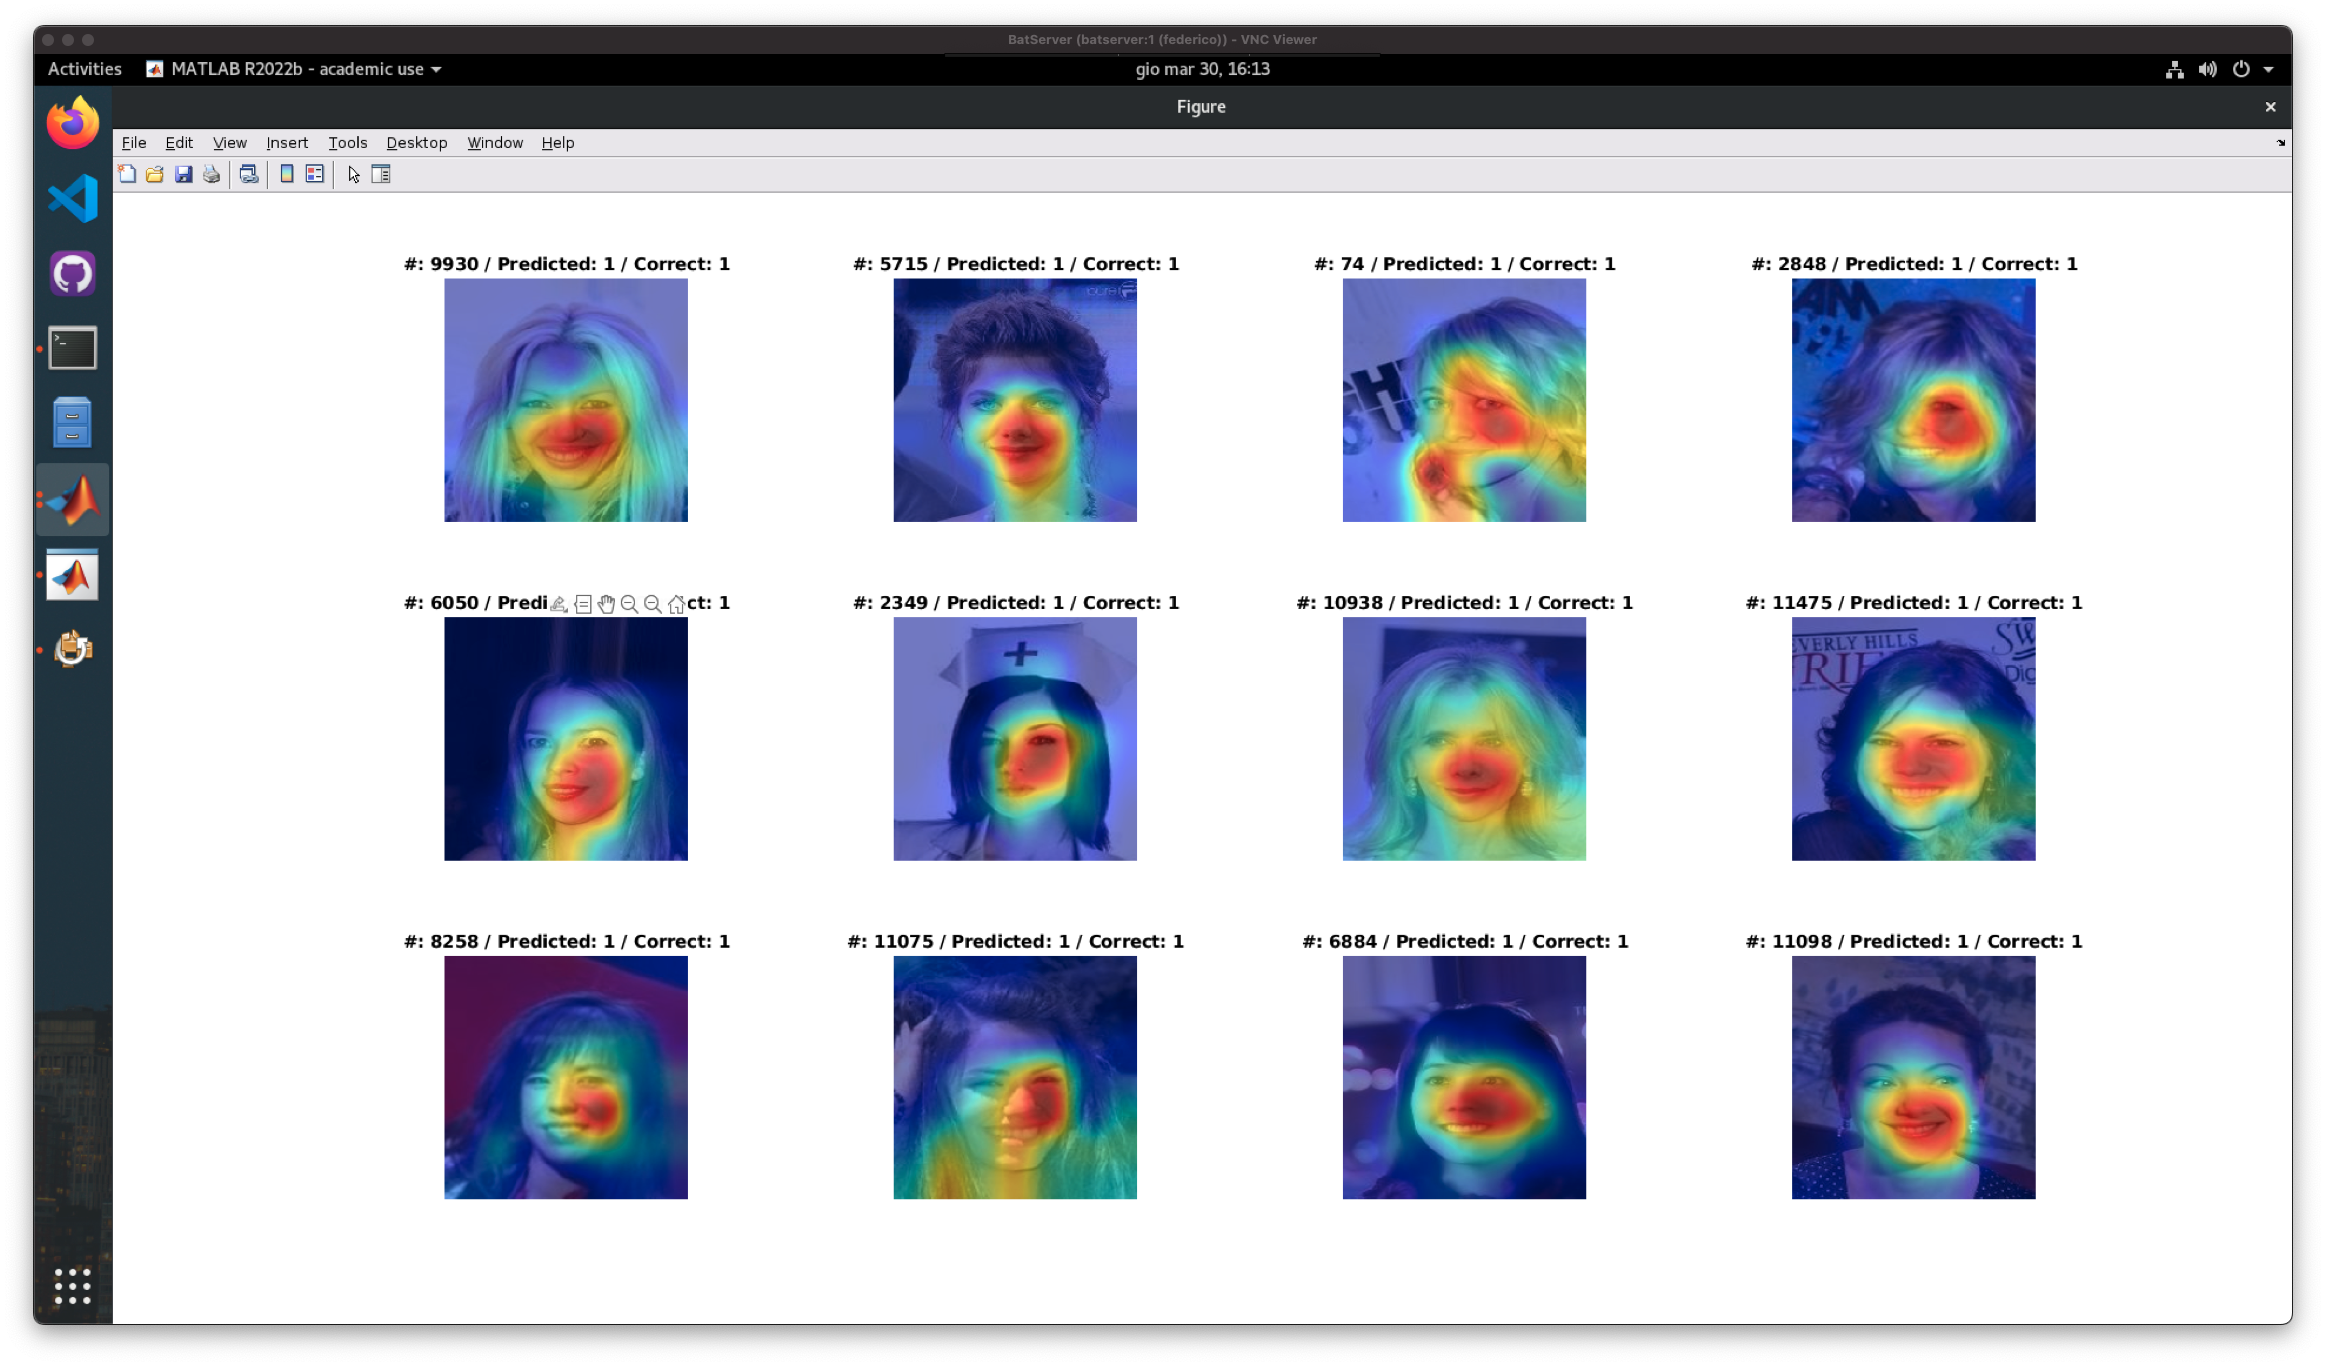 BatServer (batserver:1 (federico)) - VNC Viewer
Activities MATLAB R2022b - academic use gio mar 30, 16:13
Figure
File Edit View Insert Tools Desktop Window Help
#: 9930 / Predicted: 1 / Correct: 1 #: 5715 / Predicted: 1 / Correct: 1 #: 74 / Predicted: 1 / Correct: 1 #: 2848 / Predicted: 1 / Correct: 1
#: 6050 / Predi ct: 1 #: 2349 / Predicted: 1 / Correct: 1 #: 10938 / Predicted: 1 / Correct: 1 #: 11475 / Predicted: 1 / Correct: 1
EVERLY HILLS SW
RIE Dig
#: 8258 / Predicted: 1 / Correct: 1 #: 11075 / Predicted: 1 / Correct: 1 #: 6884 / Predicted: 1 / Correct: 1 #: 11098 / Predicted: 1 / Correct: 1